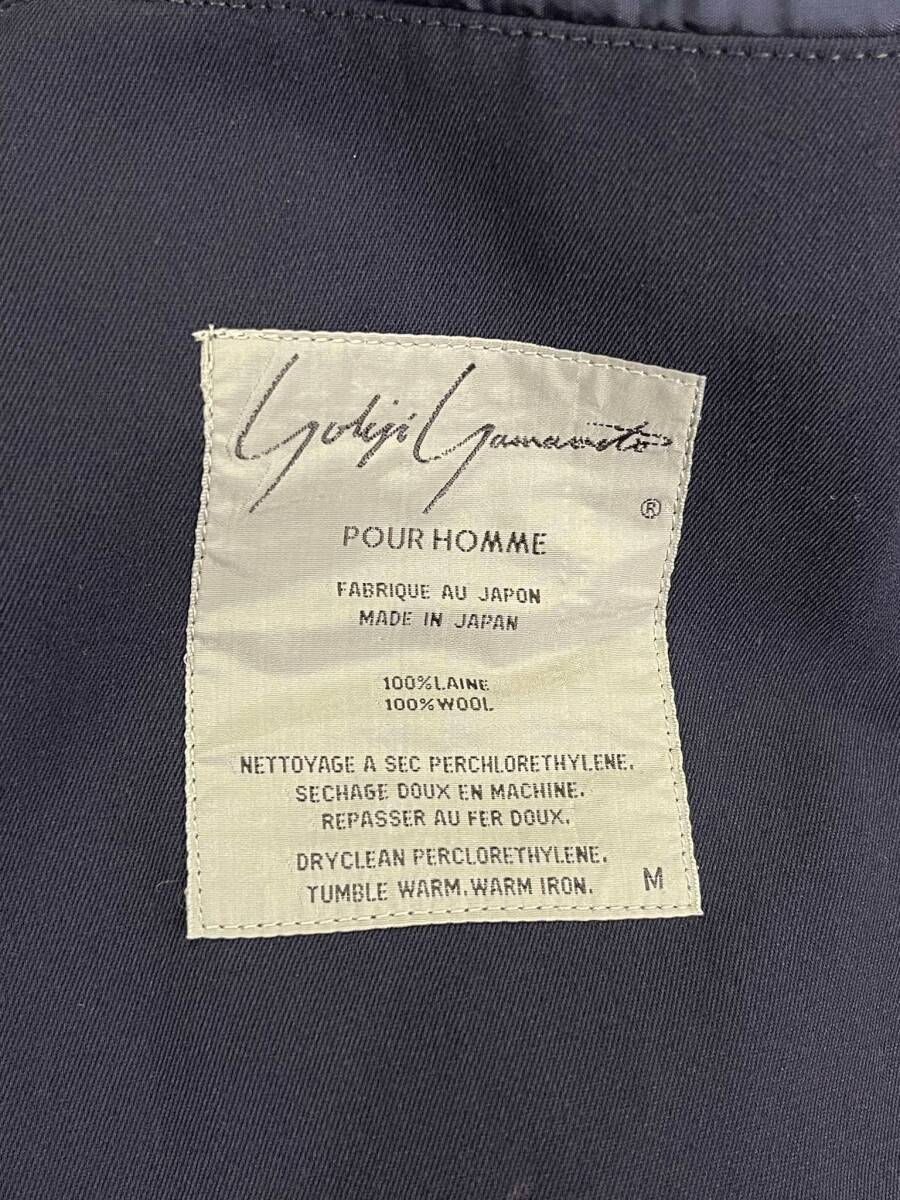 Yohji Yamamoto
®
POUR HOMME
FABRIQUE AU JAPON
MADE IN JAPAN
100%LAINE
100%WOOL
NETTOYAGE A SEC PERCHLORETHYLENE.
SECHAGE DOUX EN MACHINE.
REPASSER AU FER DOUX.
DRYCLEAN PERCLORETHYLENE.
TUMBLE WARM.WARM IRON.
M